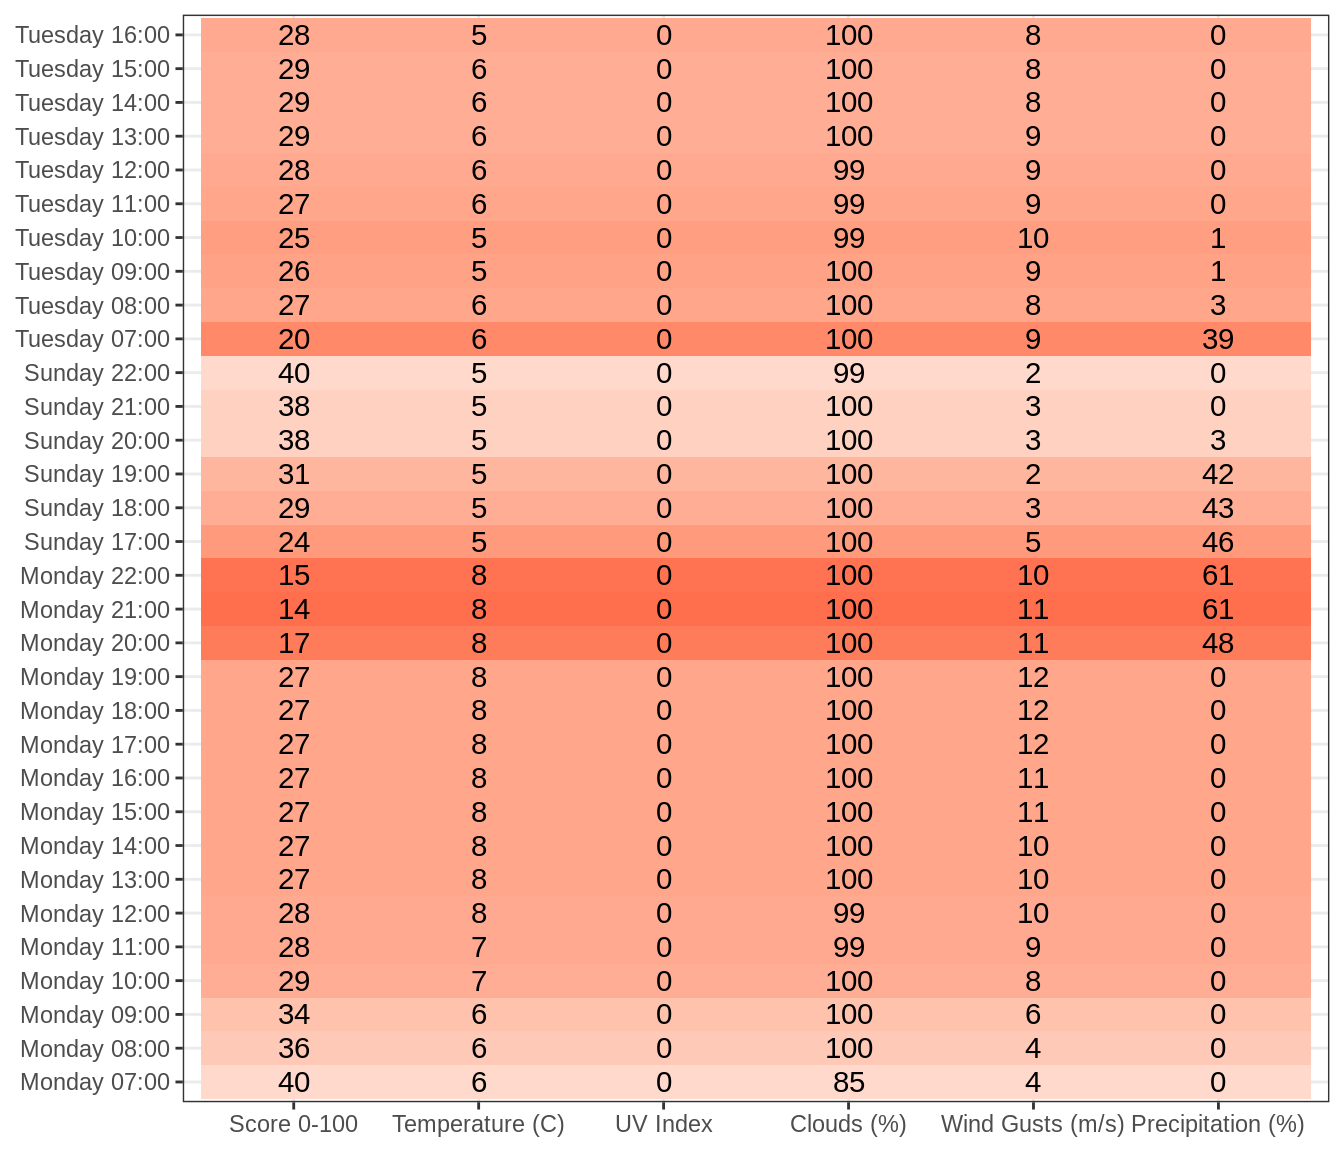 Tuesday 16:00 28 5 0 100 8 0
Tuesday 15:00 29 6 0 100 8 0
Tuesday 14:00 29 6 0 100 8 0
Tuesday 13:00 29 6 0 100 9 0
Tuesday 12:00 28 6 0 99 9 0
Tuesday 11:00 27 6 0 99 9 0
Tuesday 10:00 25 5 0 99 10 1
Tuesday 09:00 26 5 0 100 9 1
Tuesday 08:00 27 6 0 100 8 3
Tuesday 07:00 20 6 0 100 9 39
Sunday 22:00 40 5 0 99 2 0
Sunday 21:00 38 5 0 100 3 0
Sunday 20:00 38 5 0 100 3 3
Sunday 19:00 31 5 0 100 2 42
Sunday 18:00 29 5 0 100 3 43
Sunday 17:00 24 5 0 100 5 46
Monday 22:00 15 8 0 100 10 61
Monday 21:00 14 8 0 100 11 61
Monday 20:00 17 8 0 100 11 48
Monday 19:00 27 8 0 100 12 0
Monday 18:00 27 8 0 100 12 0
Monday 17:00 27 8 0 100 12 0
Monday 16:00 27 8 0 100 11 0
Monday 15:00 27 8 0 100 11 0
Monday 14:00 27 8 0 100 10 0
Monday 13:00 27 8 0 100 10 0
Monday 12:00 28 8 0 99 10 0
Monday 11:00 28 7 0 99 9 0
Monday 10:00 29 7 0 100 8 0
Monday 09:00 34 6 0 100 6 0
Monday 08:00 36 6 0 100 4 0
Monday 07:00 40 6 0 85 4 0
Score 0-100 Temperature (C) UV Index Clouds (%) Wind Gusts (m/s) Precipitation (%)